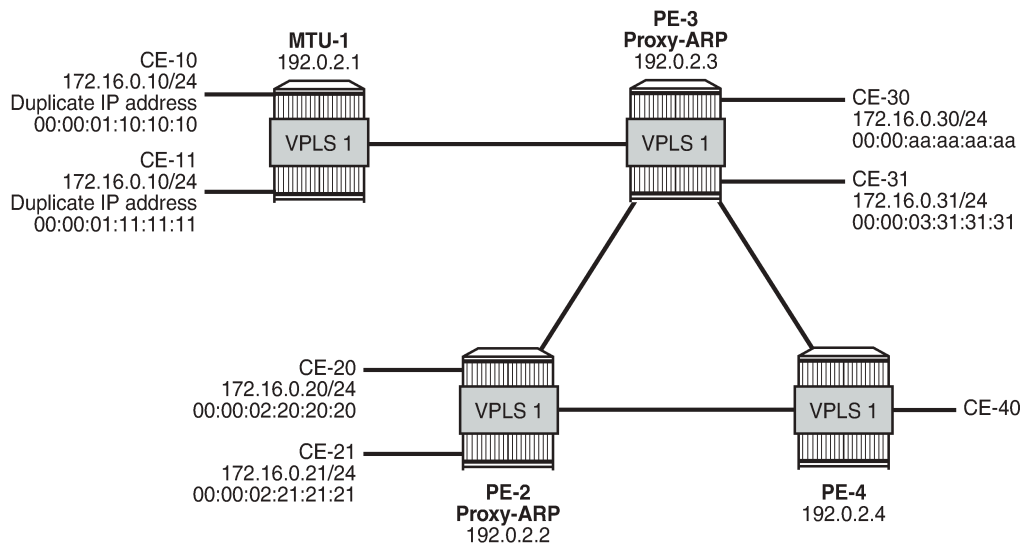 MTU-1
192.0.2.1
CE-10
172.16.0.10/24
Duplicate IP address
00:00:01:10:10:10
CE-11
172.16.0.10/24
Duplicate IP address
00:00:01:11:11:11
VPLS 1
PE-3
Proxy-ARP
192.0.2.3
VPLS 1
CE-30
172.16.0.30/24
00:00:aa:aa:aa:aa
CE-31
172.16.0.31/24
00:00:03:31:31:31
CE-20
172.16.0.20/24
00:00:02:20:20:20
CE-21
172.16.0.21/24
00:00:02:21:21:21
VPLS 1
PE-2
Proxy-ARP
192.0.2.2
VPLS 1
CE-40
PE-4
192.0.2.4